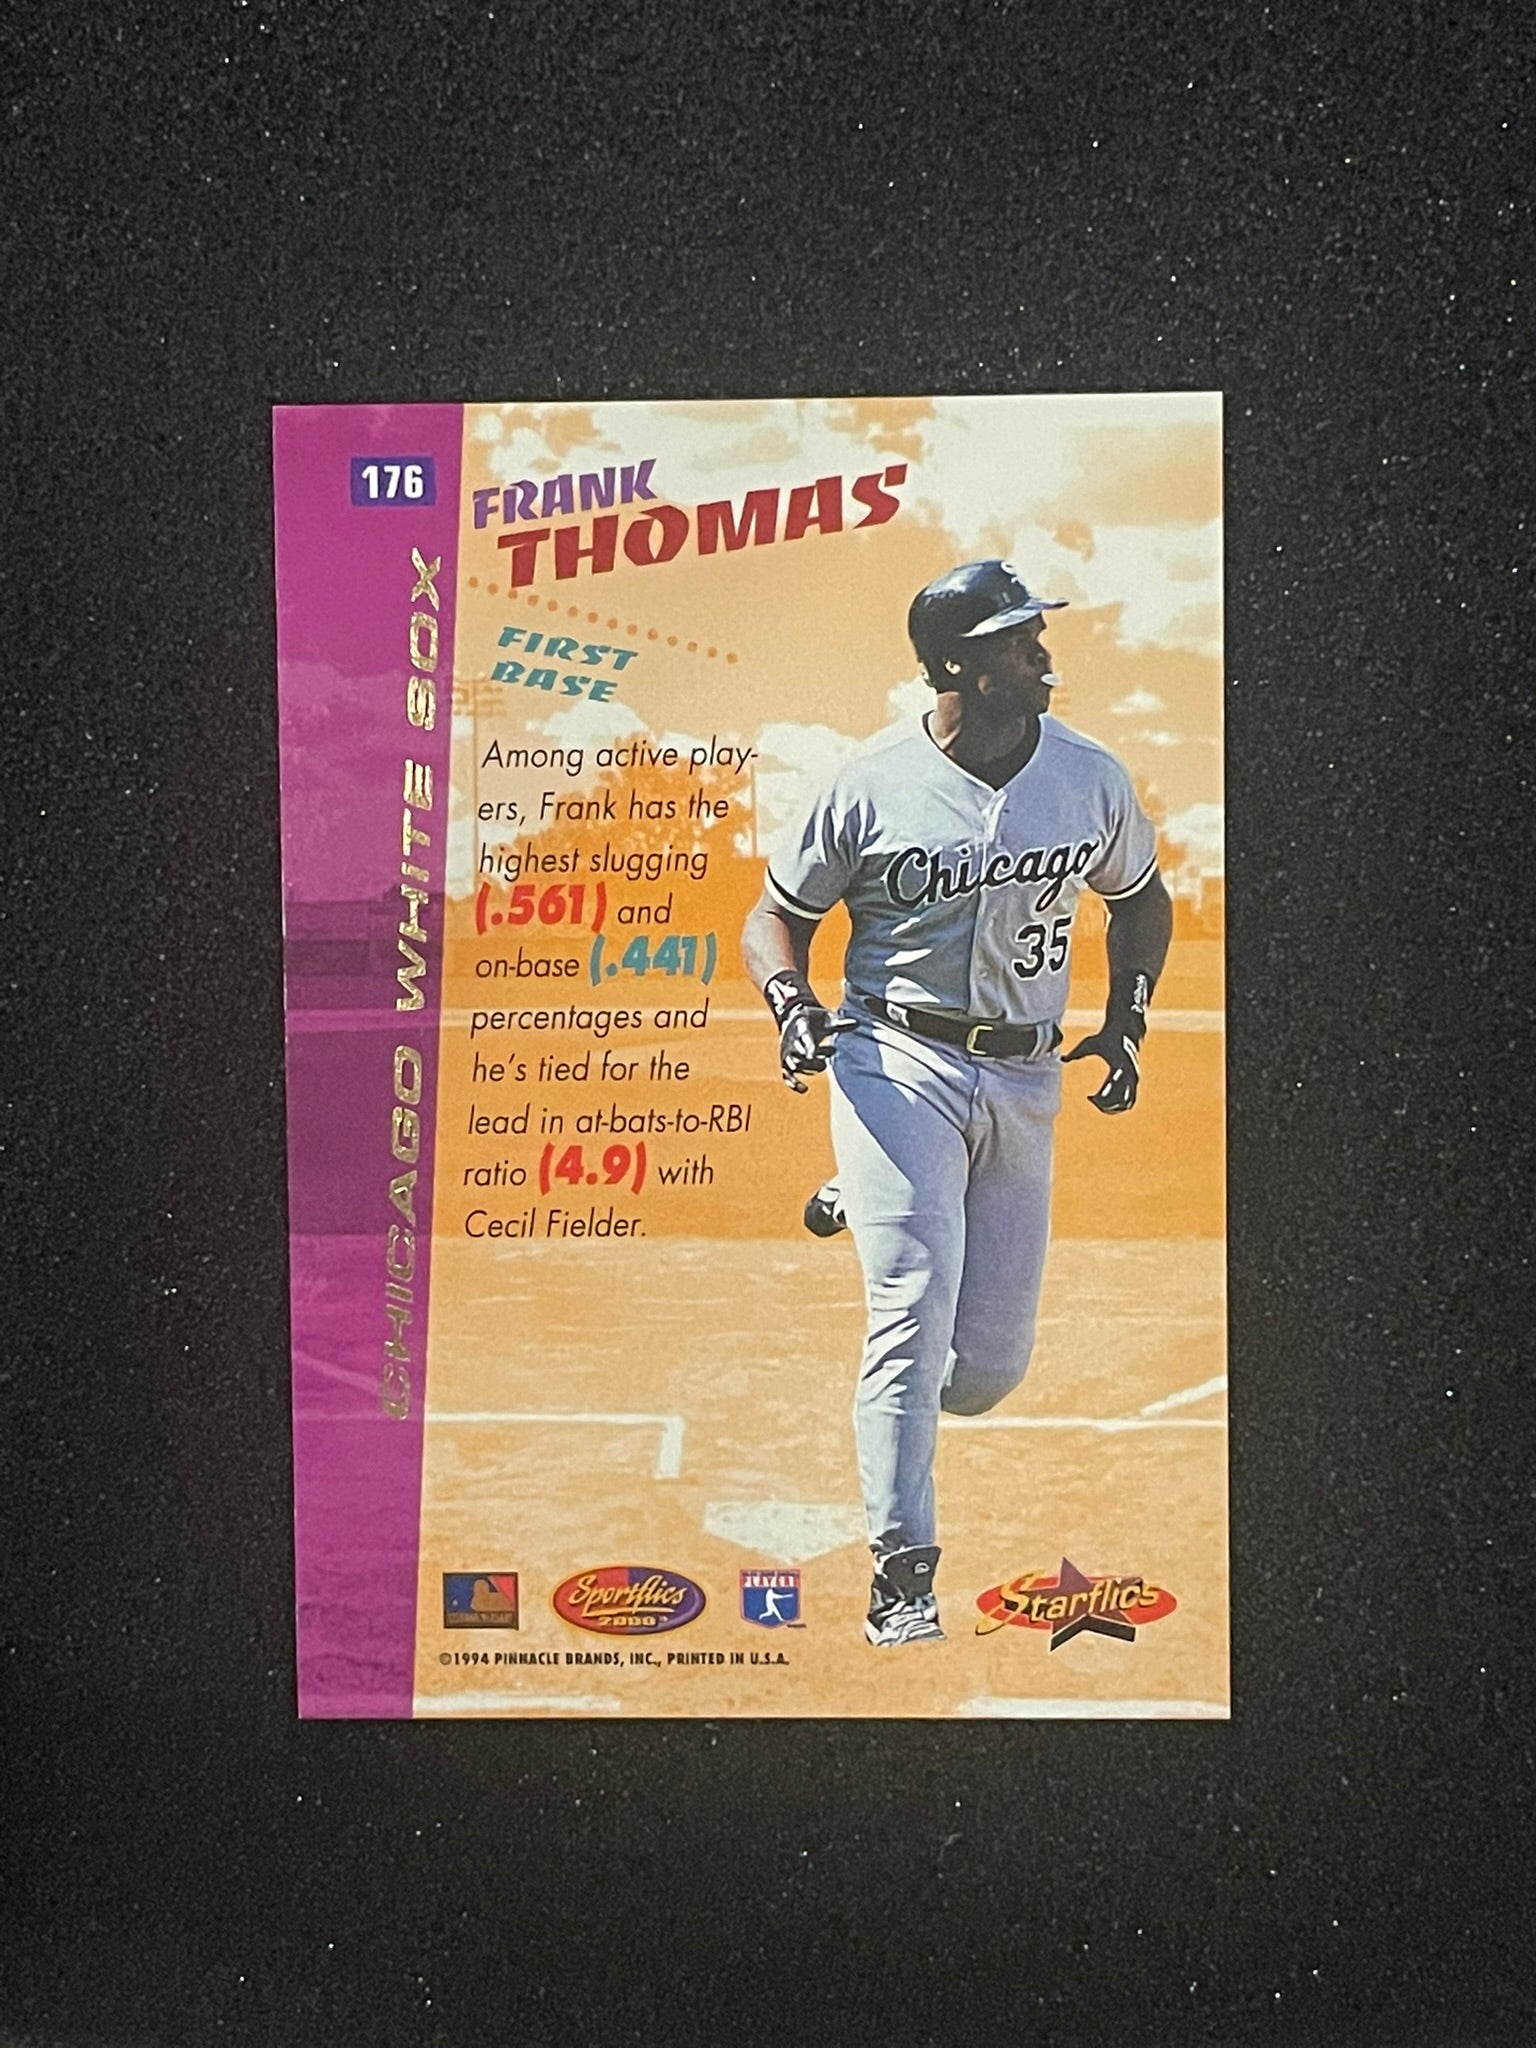 176
FRANK
THOMAS
FIRST
BASE
CHICAGO WHITE SOX
Among active play-
ers, Frank has the
highest slugging
(.561) and
on-base (.441)
percentages and
he's tied for the
lead in at-bats-to-RBI
ratio (4.9) with
Cecil Fielder.
Chicago
35
Sportflics
2000
PLAYERS
Starflics
©1994 PINNACLE BRANDS, INC., PRINTED IN U.S.A.